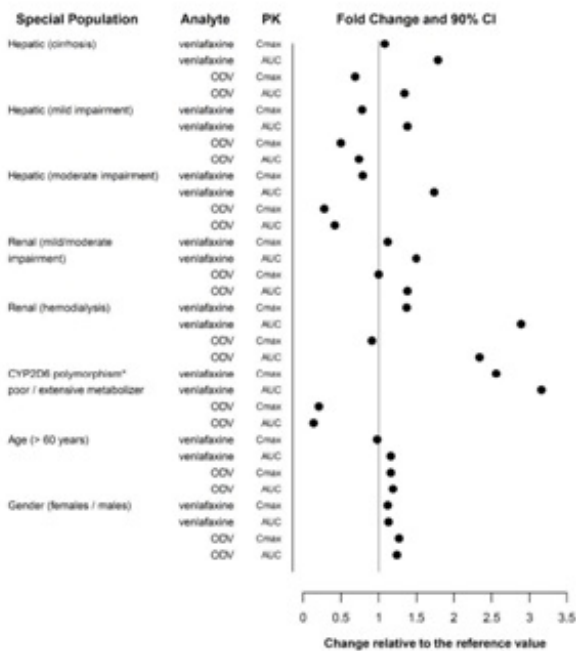 Special Population Analyte PK Fold Change and 90% CI
Hepatic (cirrhosis) venlafaxine Cmax
venlafaxine AUC
ODV Cmax
ODV AUC
Hepatic (mild impairment) venlafaxine Cmax
venlafaxine AUC
ODV Cmax
ODV AUC
Hepatic (moderate impairment) venlafaxine Cmax
venlafaxine AUC
ODV Cmax
ODV AUC
Renal (mild/moderate venlafaxine Cmax
impairment) venlafaxine AUC
ODV Cmax
ODV AUC
Renal (hemodialysis) venlafaxine Cmax
venlafaxine AUC
ODV Cmax
ODV AUC
CYP2D6 polymorphism* venlafaxine Cmax
poor / extensive metabolizer venlafaxine AUC
ODV Cmax
ODV AUC
Age (> 60 years) venlafaxine Cmax
venlafaxine AUC
ODV Cmax
ODV AUC
Gender (females / males) venlafaxine Cmax
venlafaxine AUC
ODV Cmax
ODV AUC
0 0.5 1 1.5 2 2.5 3 3.5
Change relative to the reference value